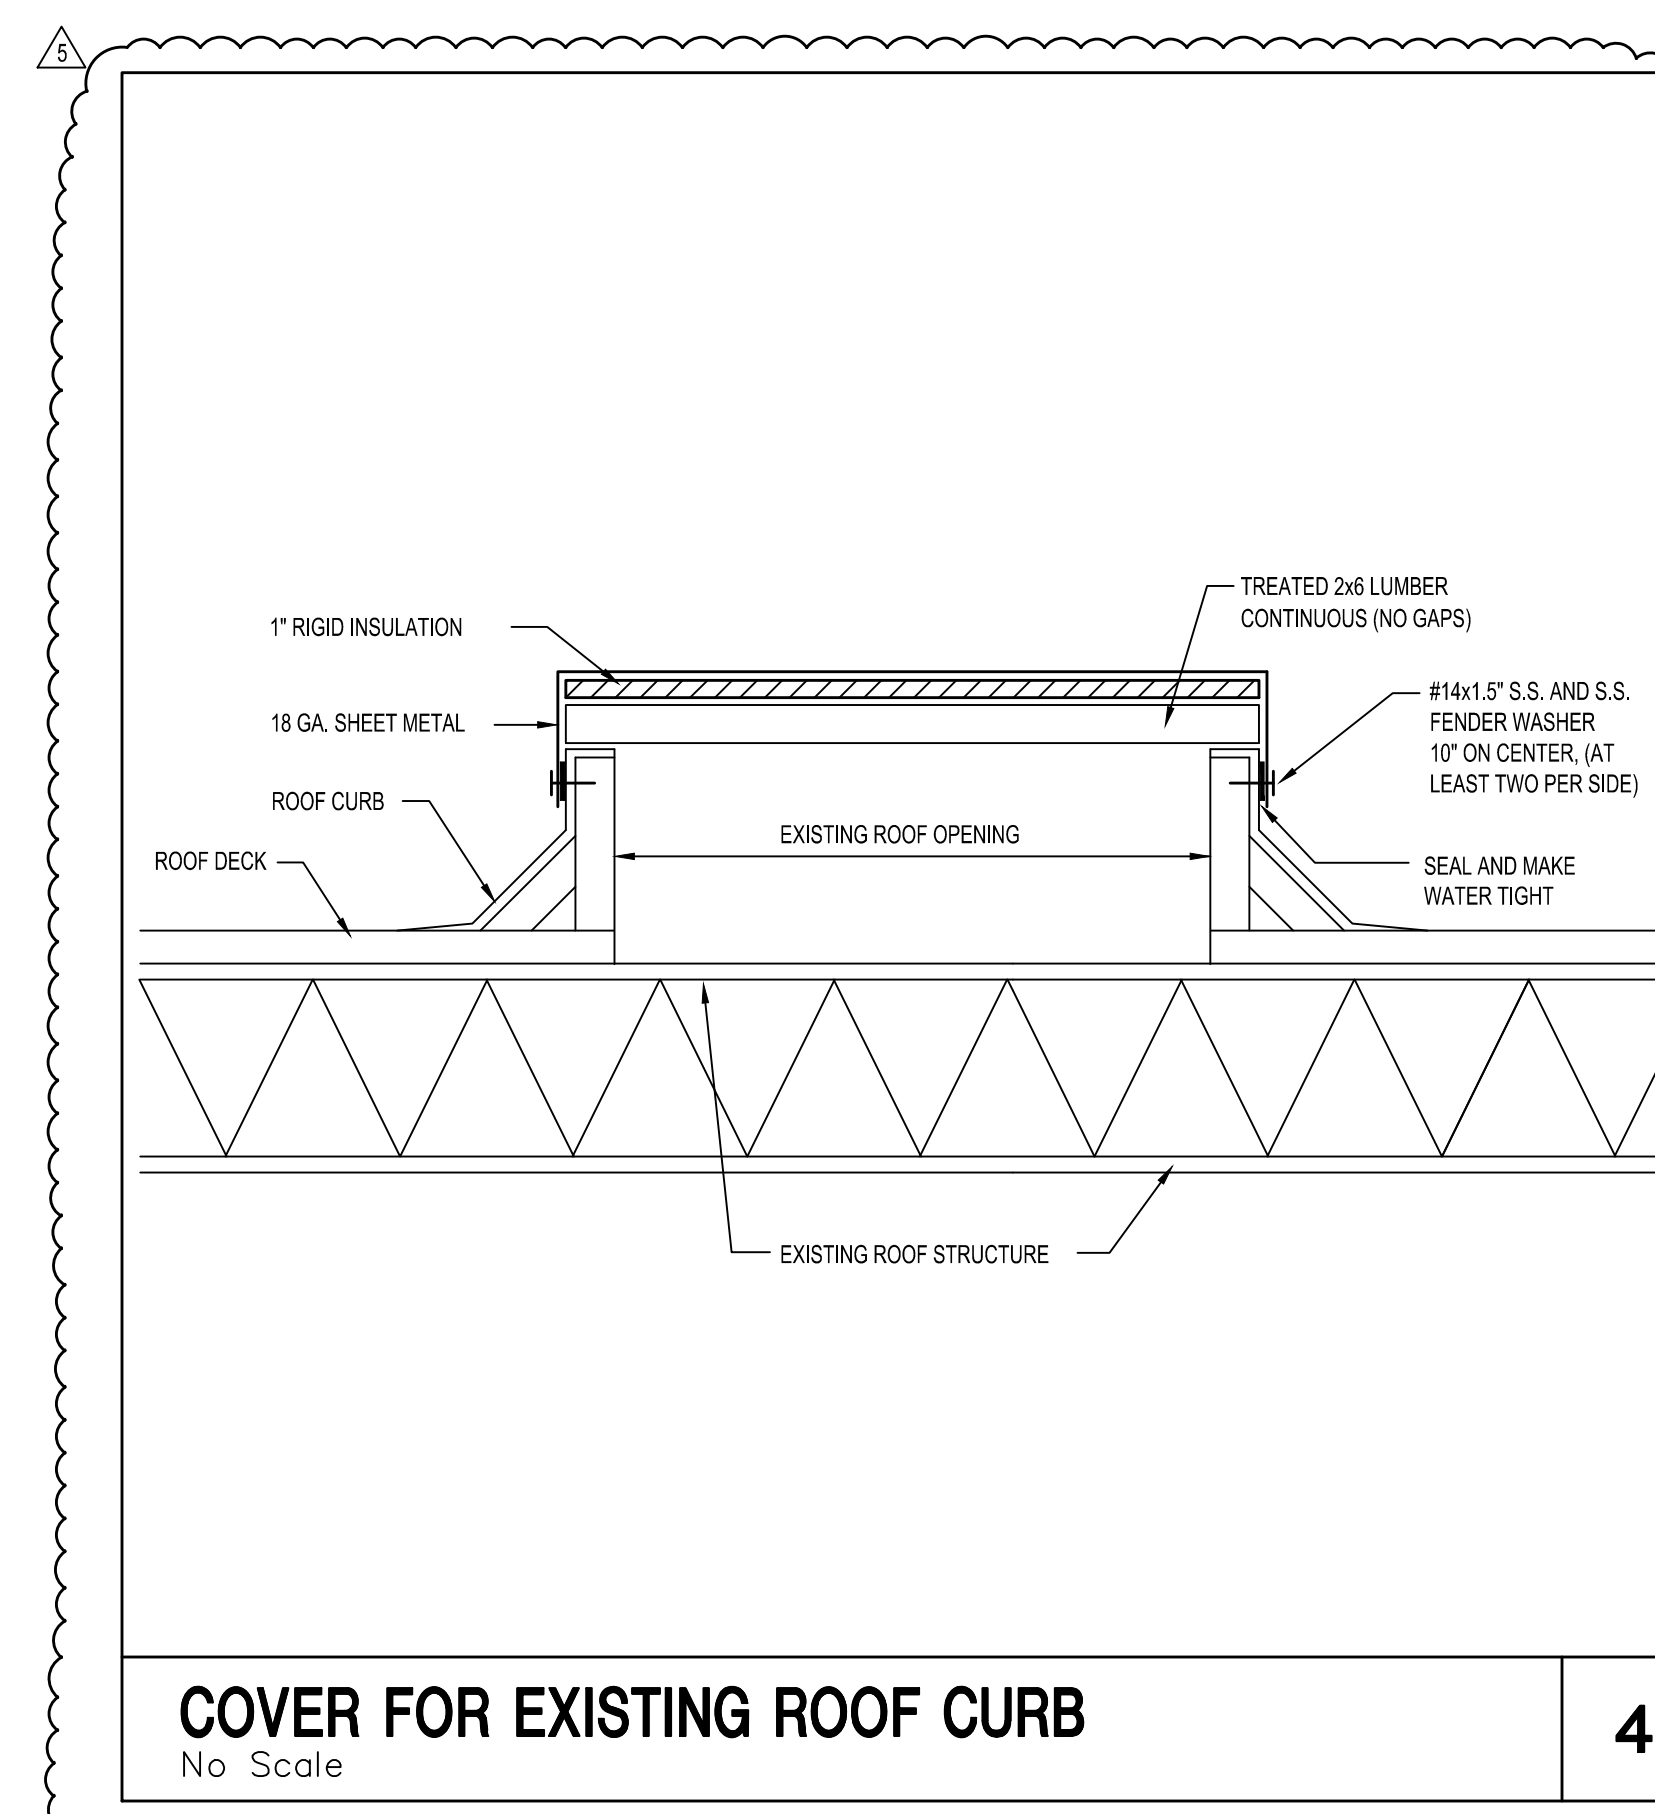 5
TREATED 2x6 LUMBER
CONTINUOUS (NO GAPS)
1" RIGID INSULATION
#14x1.5" S.S. AND S.S.
FENDER WASHER
10" ON CENTER, (AT
LEAST TWO PER SIDE)
18 GA. SHEET METAL
ROOF CURB
EXISTING ROOF OPENING
ROOF DECK
SEAL AND MAKE
WATER TIGHT
EXISTING ROOF STRUCTURE
COVER FOR EXISTING ROOF CURB
No Scale
4